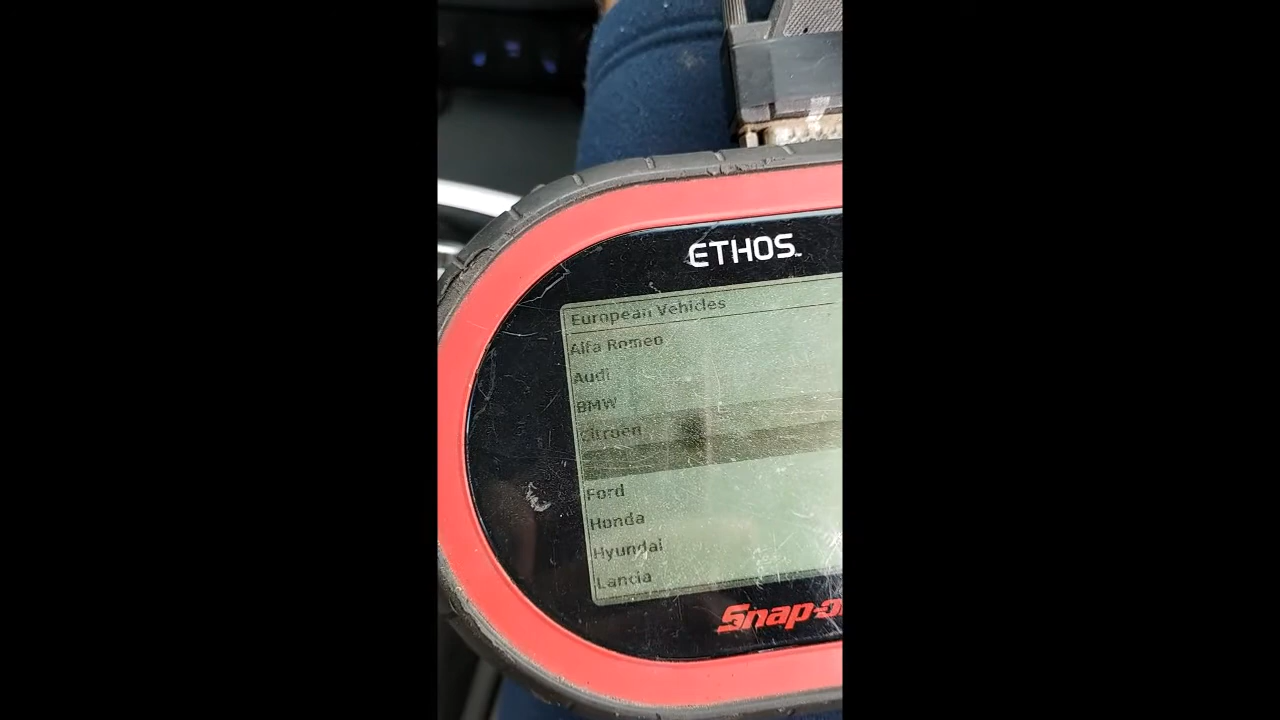 ETHOS
European Vehicles
Alfa Romeo
Audi
BMW
Citroen
Ford
Honda
Hyundai
Lancia